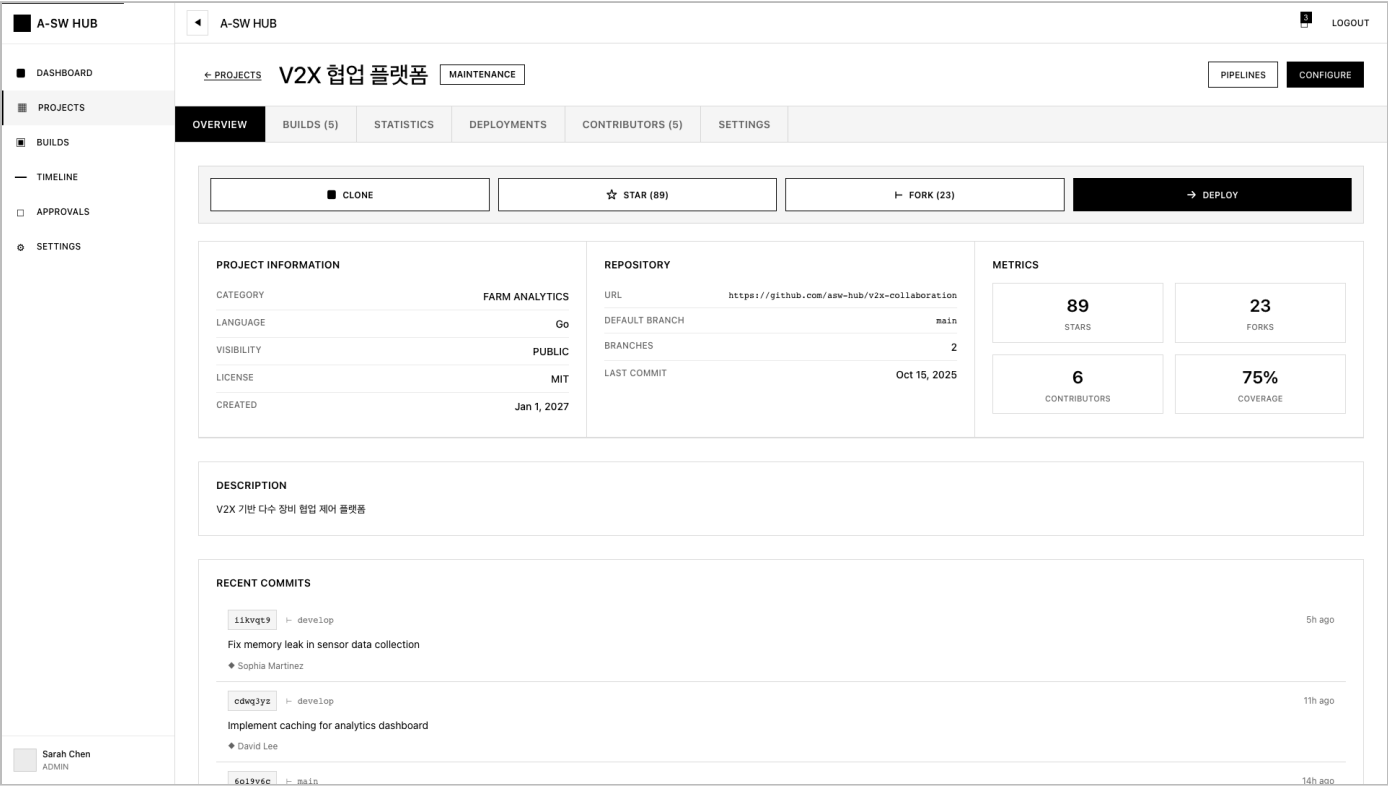 A-SW HUB
DASHBOARD
PROJECTS
BUILDS
TIMELINE
APPROVALS
SETTINGS
Sarah Chen
ADMIN
A-SW HUB
3
LOGOUT
← PROJECTS V2X 협업 플랫폼 MAINTENANCE
PIPELINES CONFIGURE
OVERVIEW BUILDS (5) STATISTICS DEPLOYMENTS CONTRIBUTORS (5) SETTINGS
CLONE STAR (89) FORK (23) → DEPLOY
PROJECT INFORMATION
CATEGORY FARM ANALYTICS
LANGUAGE Go
VISIBILITY PUBLIC
LICENSE MIT
CREATED Jan 1, 2027
REPOSITORY
URL https://github.com/asw-hub/v2x-collaboration
DEFAULT BRANCH main
BRANCHES 2
LAST COMMIT Oct 15, 2025
METRICS
89 STARS
23 FORKS
6 CONTRIBUTORS
75% COVERAGE
DESCRIPTION
V2X 기반 다수 장비 협업 제어 플랫폼
RECENT COMMITS
iikvqt9 ⊢ develop 5h ago
Fix memory leak in sensor data collection
◆ Sophia Martinez
cdwq3yz ⊢ develop 11h ago
Implement caching for analytics dashboard
◆ David Lee
6ol9v6c ⊢ main 14h ago